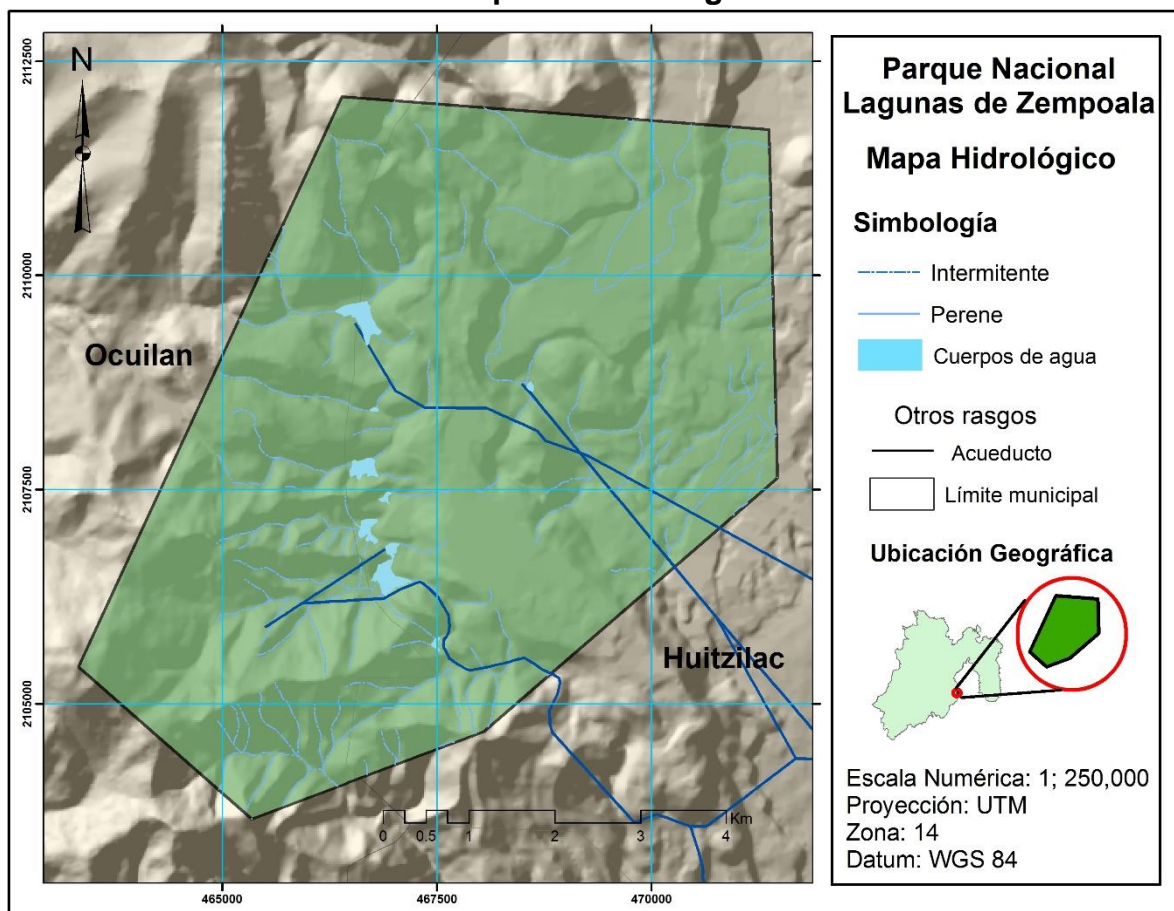 2112500
2110000
2107500
2105000
N
Ocuilan
Huitzilac
0 0.5 1 2 3 4
Km
465000 467500 470000
Parque Nacional
Lagunas de Zempoala
Mapa Hidrológico
Simbología
Intermitente
Perene
Cuerpos de agua
Otros rasgos
Acueducto
Límite municipal
Ubicación Geográfica
Escala Numérica: 1; 250,000
Proyección: UTM
Zona: 14
Datum: WGS 84